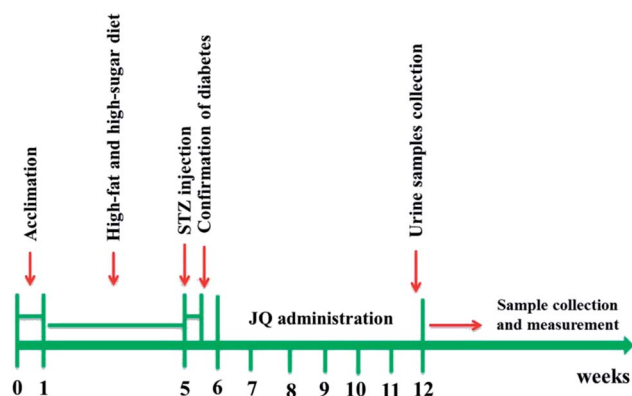 Acclimation
High-fat and high-sugar diet
STZ injection
Confirmation of diabetes
Urine samples collection
JQ administration
Sample collection
and measurement
weeks
0 1 5 6 7 8 9 10 11 12